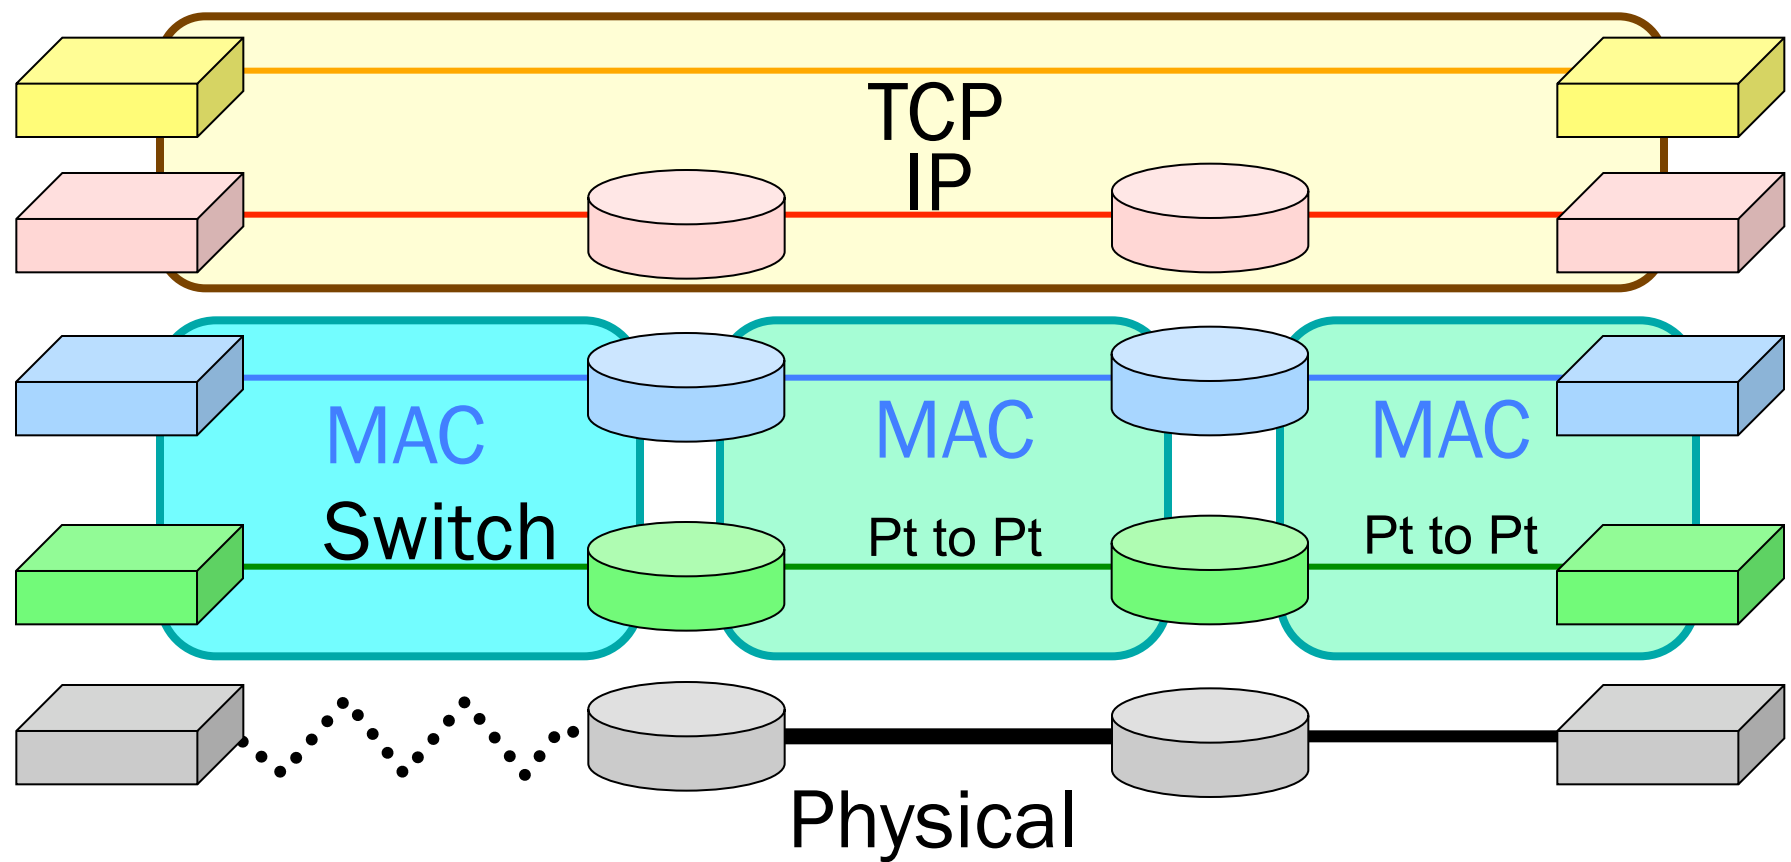 TCP
IP
MAC
MAC
MAC
Switch
Pt to Pt
Pt to Pt
Physical